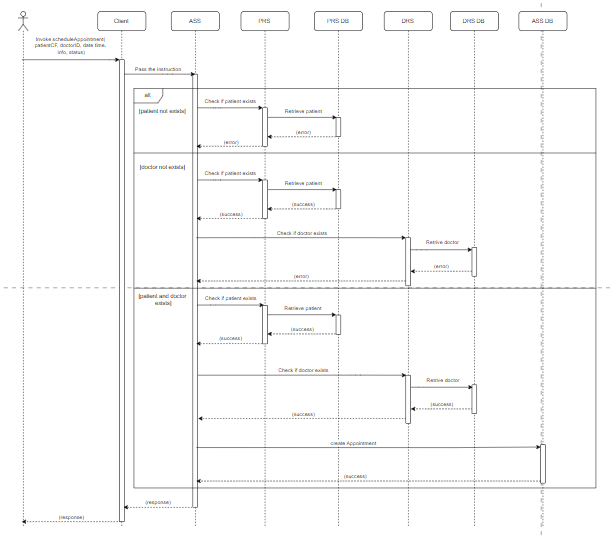 Client
ASS
PRS
PRS DB
DRS
DRS DB
ASS DB
Invoke scheduleAppointment(
patientCF, doctorID, date time,
info, status)
Pass the instruction
alt
[patient not exists]
Check if patient exists
Retrieve patient
(error)
(error)
[doctor not exists]
Check if patient exists
Retrieve patient
(success)
(success)
Check if doctor exists
Retrive doctor
(error)
(error)
[patient and doctor
exists]
Check if patient exists
Retrieve patient
(success)
(success)
Check if doctor exists
Retrive doctor
(success)
(success)
create Appointment
(success)
(response)
(response)